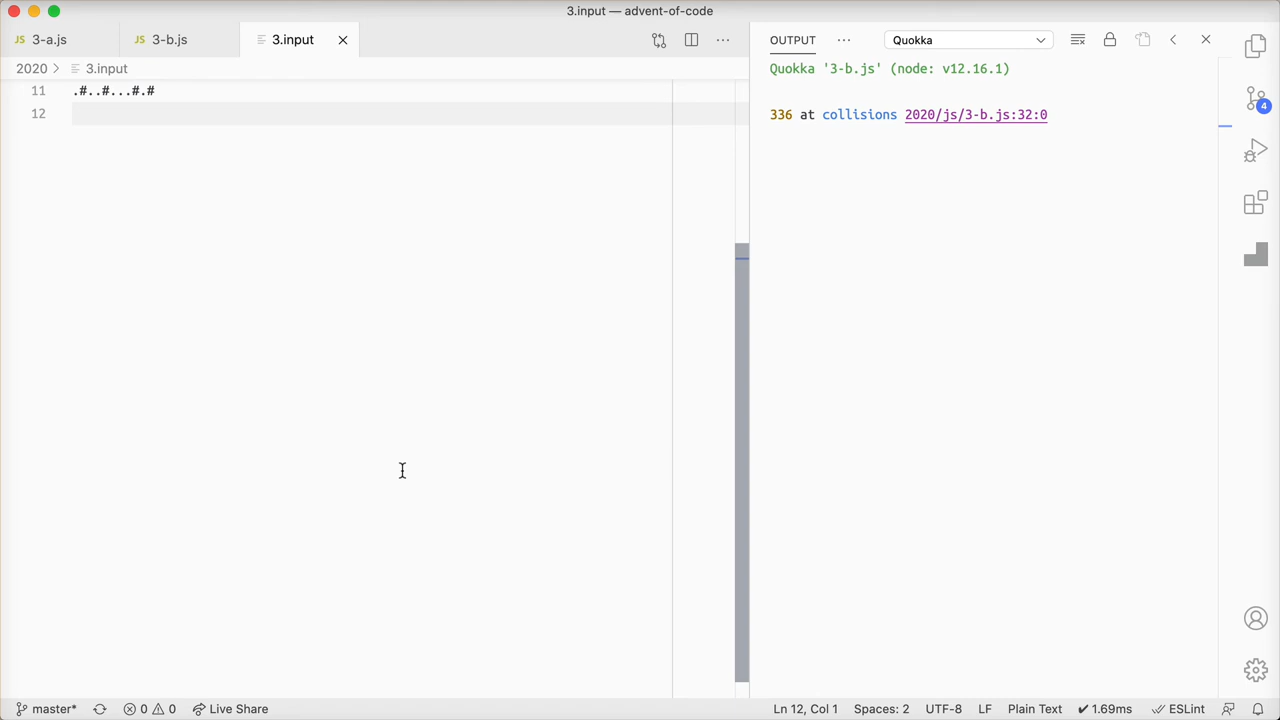 3.input — advent-of-code
JS 3-a.js JS 3-b.js 3.input
OUTPUT Quokka
2020 3.input
Quokka '3-b.js' (node: v12.16.1)
11 .#..#...#.#
12
336 at collisions 2020/js/3-b.js:32:0
4
master* 0 0 Live Share Ln 12, Col 1 Spaces: 2 UTF-8 LF Plain Text ✔ 1.69ms ESLint